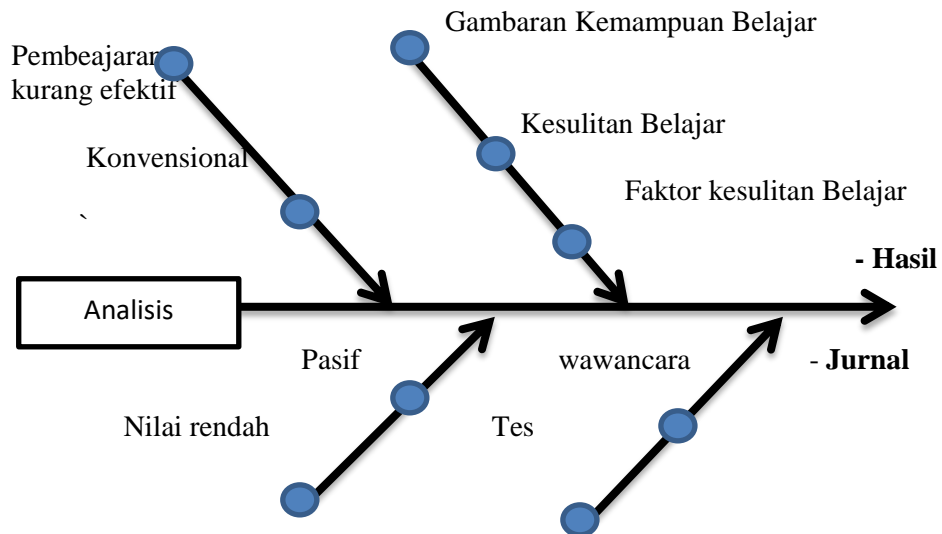 Gambaran Kemampuan Belajar
Pembeajaran
kurang efektif
Kesulitan Belajar
Konvensional
Faktor kesulitan Belajar
`
- Hasil
Analisis
Pasif
wawancara
- Jurnal
Nilai rendah
Tes